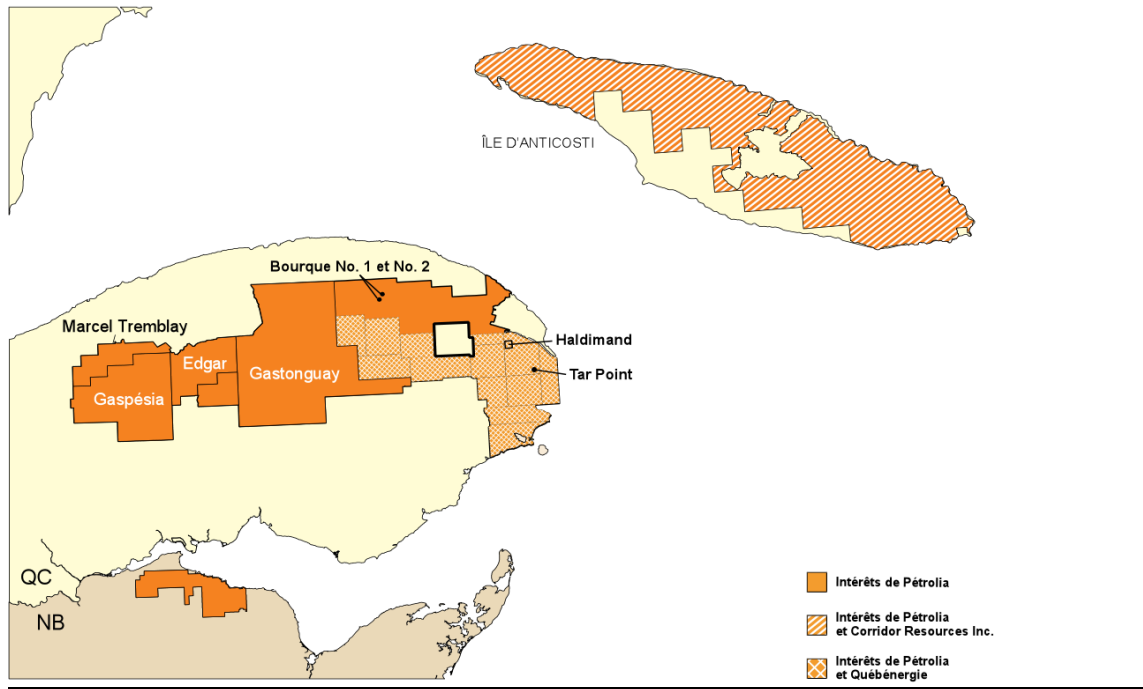 ÎLE D'ANTICOSTI
Bourque No. 1 et No. 2
Marcel Tremblay
Haldimand
Edgar
Gastonguay
Tar Point
Gaspésia
QC
NB
Intérêts de Pétrolia
Intérêts de Pétrolia
et Corridor Resources Inc.
Intérêts de Pétrolia
et Québénergie